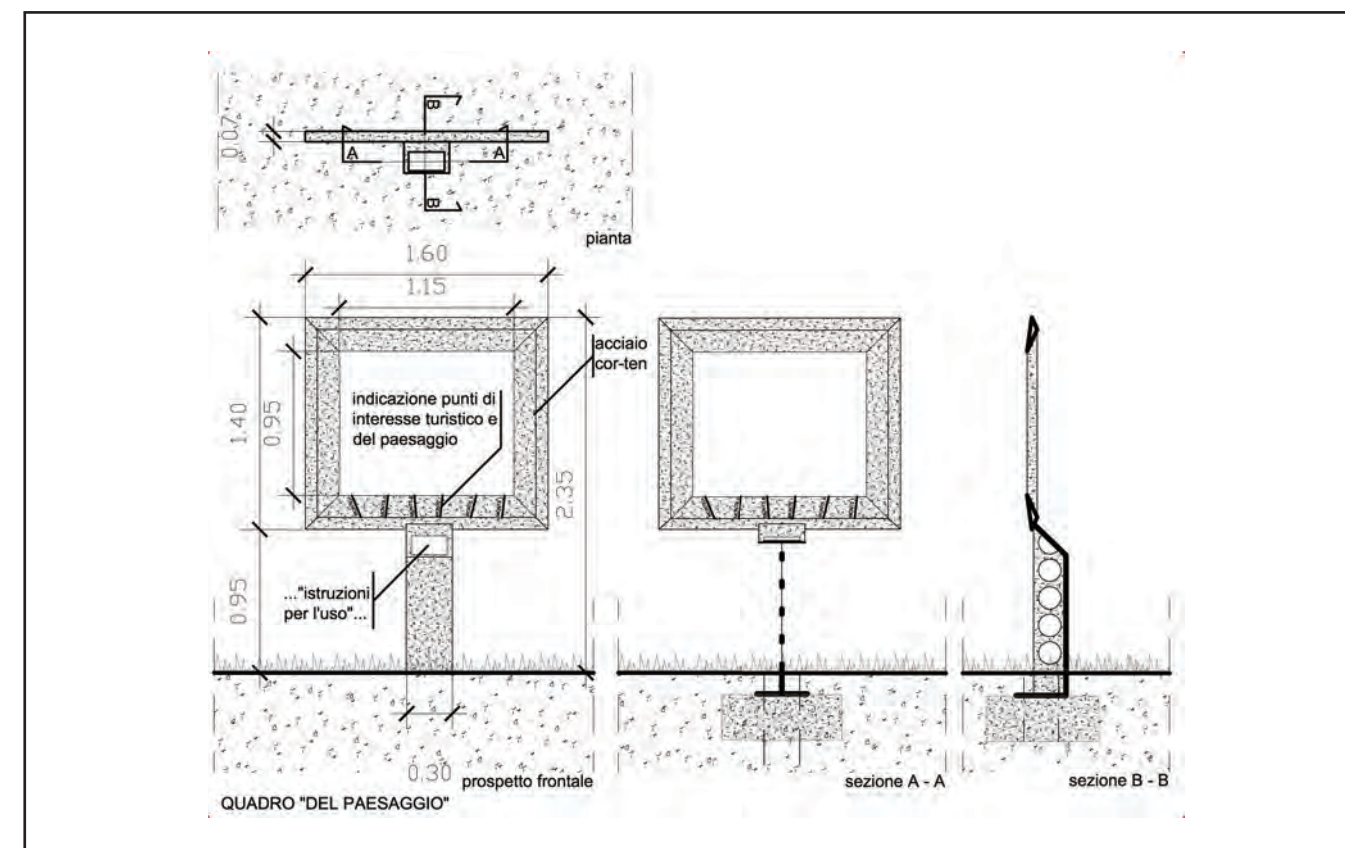 B
0.07
A
A
B
pianta
1.60
1.15
acciaio
cor-ten
indicazione punti di
interesse turistico e
del paesaggio
1.40
0.95
2.35
0.95
..."istruzioni
per l'uso"...
0.30
prospetto frontale
sezione A - A
sezione B - B
QUADRO "DEL PAESAGGIO"